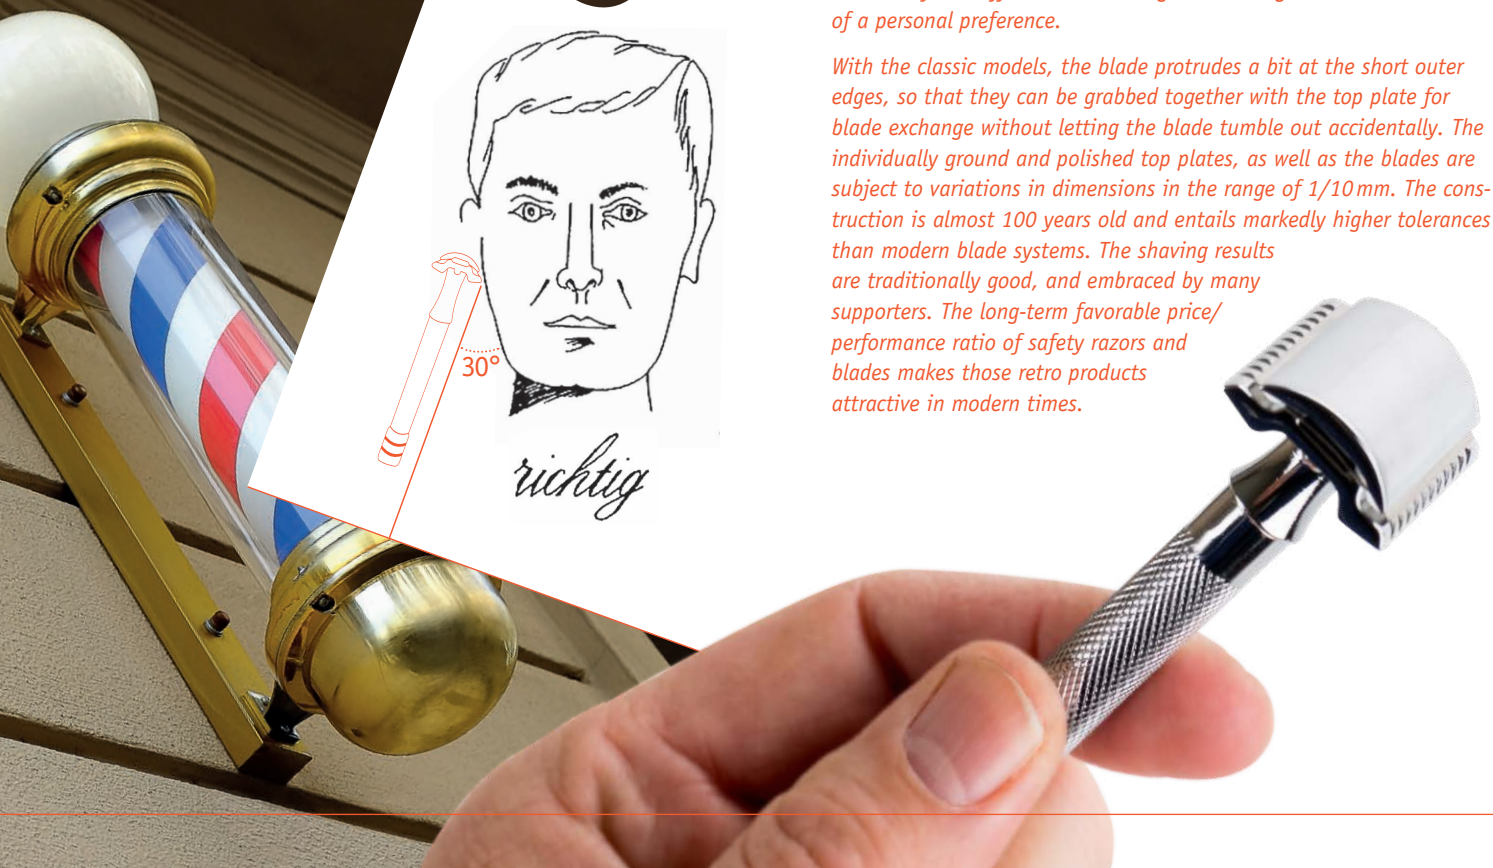 of a personal preference.
With the classic models, the blade protrudes a bit at the short outer
edges, so that they can be grabbed together with the top plate for
blade exchange without letting the blade tumble out accidentally. The
individually ground and polished top plates, as well as the blades are
subject to variations in dimensions in the range of 1/10 mm. The cons-
truction is almost 100 years old and entails markedly higher tolerances
than modern blade systems. The shaving results
are traditionally good, and embraced by many
supporters. The long-term favorable price/
performance ratio of safety razors and
blades makes those retro products
attractive in modern times.
30°
richtig